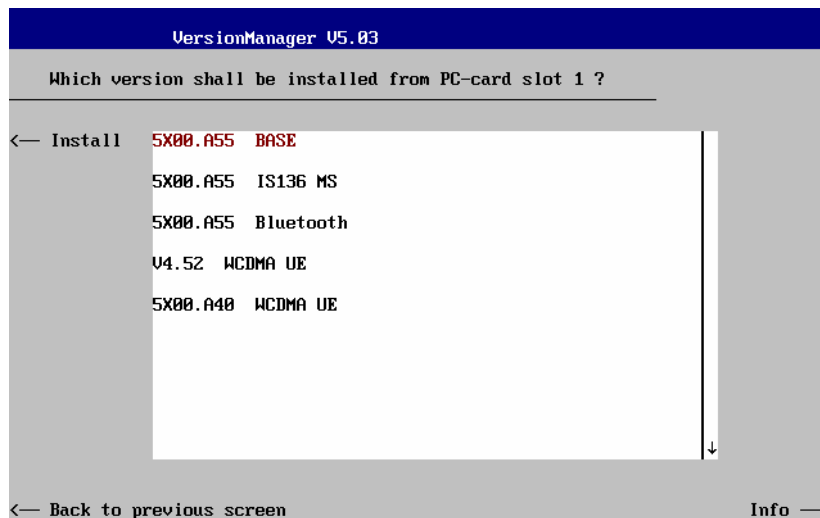 VersionManager V5.03
Which version shall be installed from PC-card slot 1 ?
<— Install 5X00.A55 BASE
5X00.A55 IS136 MS
5X00.A55 Bluetooth
V4.52 WCDMA UE
5X00.A40 WCDMA UE
↓
<— Back to previous screen Info —